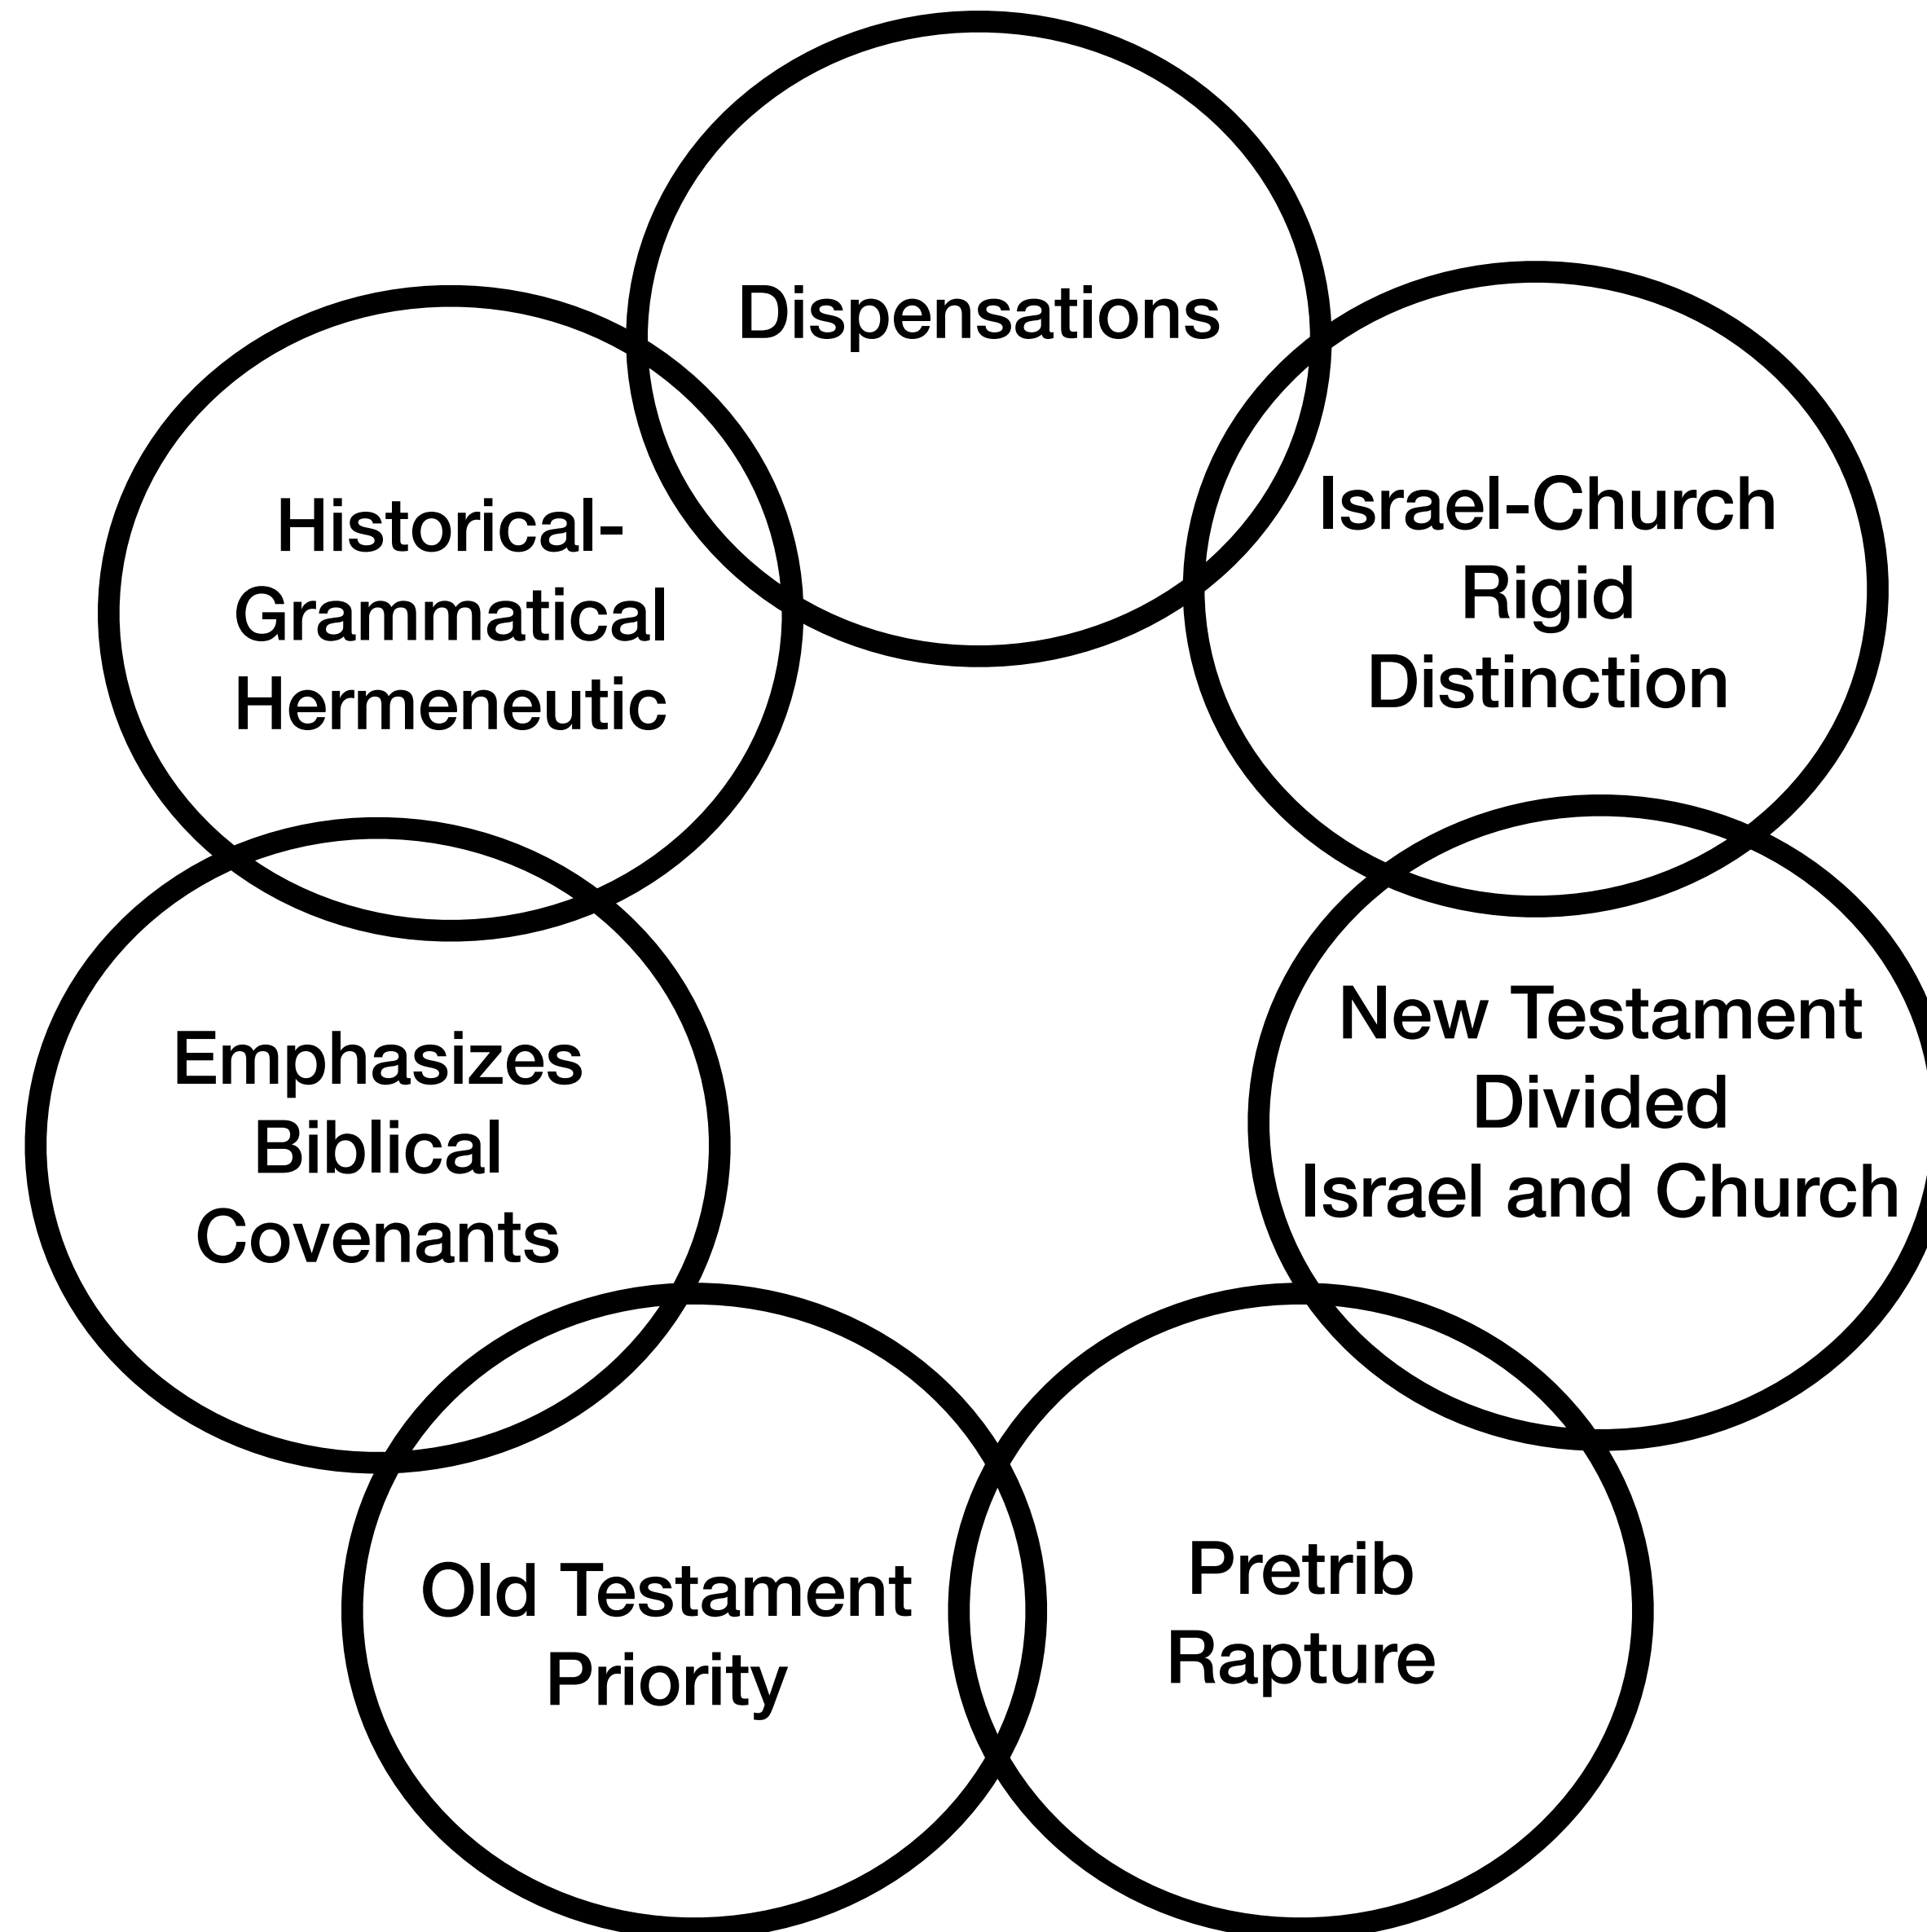 Dispensations
Historical-
Grammatical
Hermeneutic
Israel-Church
Rigid
Distinction
Emphasizes
Biblical
Covenants
New Testament
Divided
Israel and Church
Old Testament
Priority
Pretrib
Rapture